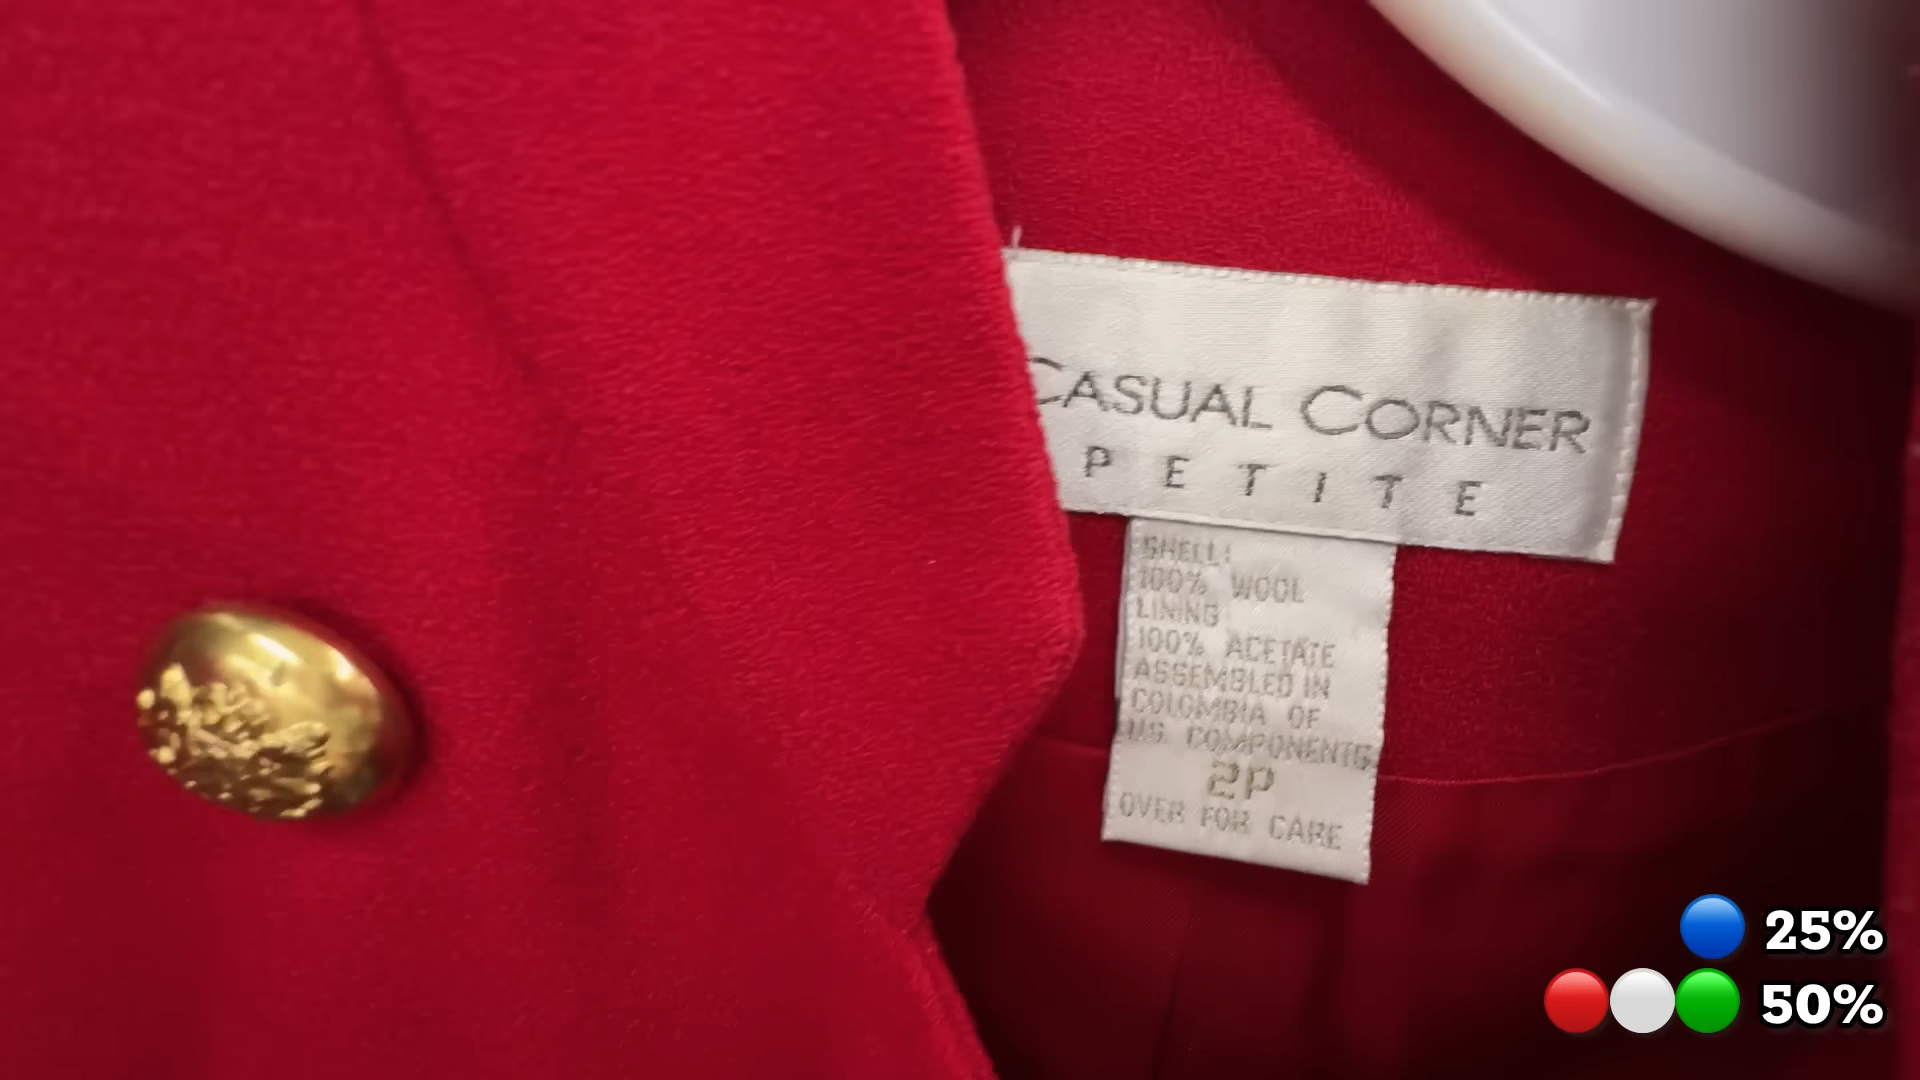 CASUAL CORNER
PETITE
SHELL:
100% WOOL
LINING
100% ACETATE
ASSEMBLED IN
COLOMBIA OF
U.S. COMPONENTS
2P
OVER FOR CARE
25%
50%